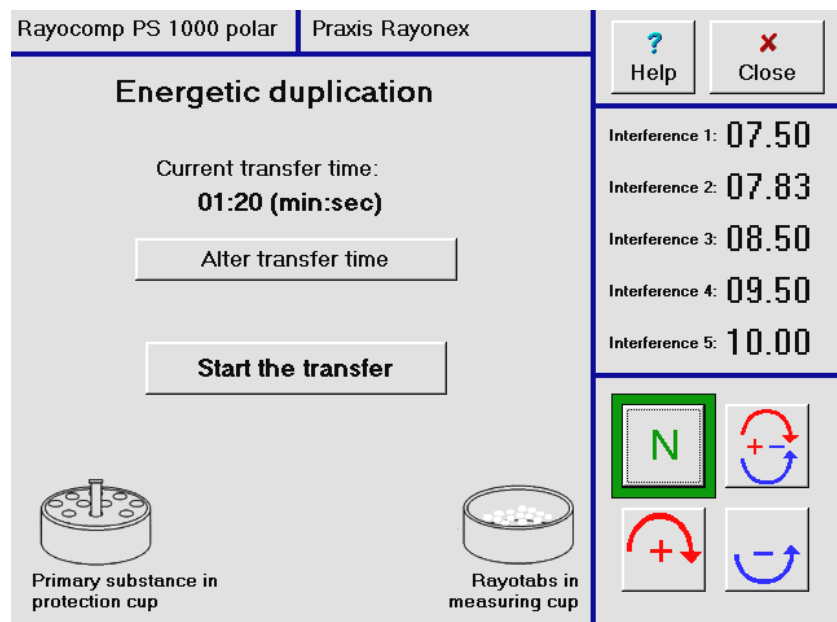 Rayocomp PS 1000 polar
Praxis Rayonex
Energetic duplication
Current transfer time:
01:20 (min:sec)
Alter transfer time
Start the transfer
Primary substance in
protection cup
Rayotabs in
measuring cup
?
Help
Close
Interference 1: 07.50
Interference 2: 07.83
Interference 3: 08.50
Interference 4: 09.50
Interference 5: 10.00
N
+ -
+
-